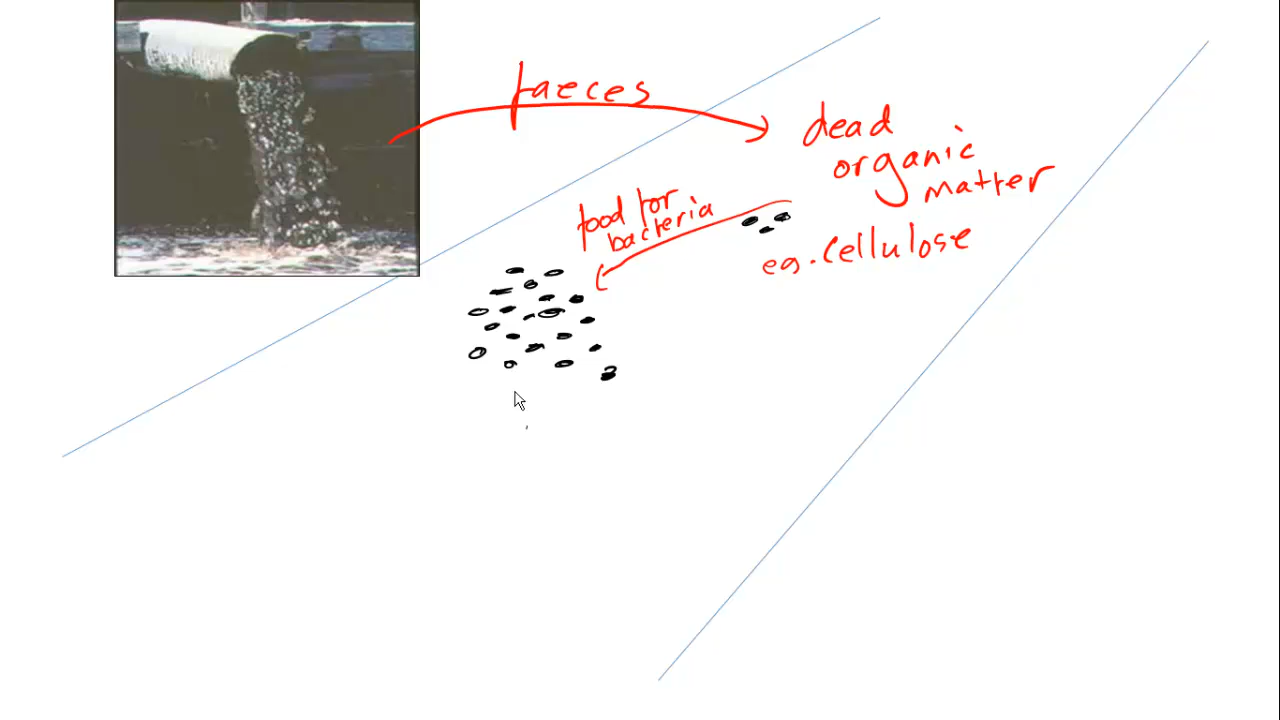 faeces
dead
organic
matter
eg. cellulose
food for
bacteria